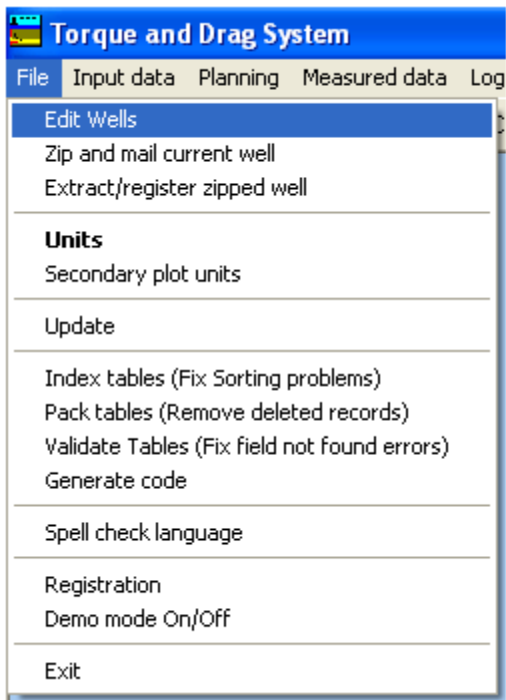 Torque and Drag System
File Input data Planning Measured data Log
Edit Wells
Zip and mail current well
Extract/register zipped well
Units
Secondary plot units
Update
Index tables (Fix Sorting problems)
Pack tables (Remove deleted records)
Validate Tables (Fix field not found errors)
Generate code
Spell check language
Registration
Demo mode On/Off
Exit